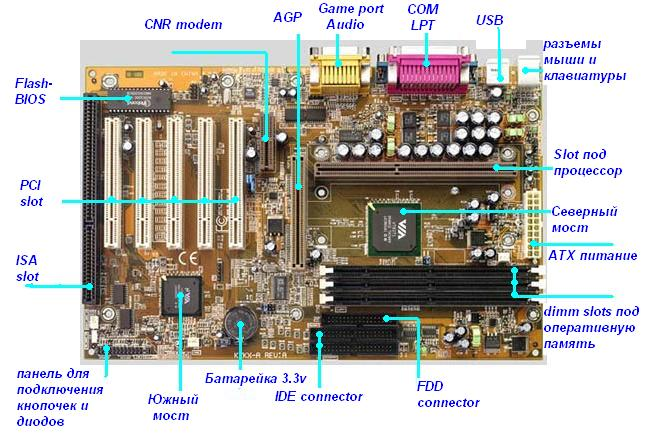 CNR modem
AGP
Game port
Audio
COM
LPT
USB
разъемы
мыши и
клавиатуры
Flash-
BIOS
Slot под
процессор
PCI
slot
Северный
мост
VIA
ATX питание
ISA
slot
VIA
dimm slots под
оперативную
память
панель для
подключения
кнопочек и
диодов
Южный
мост
Батарейка 3.3v
IDE connector
FDD
connector